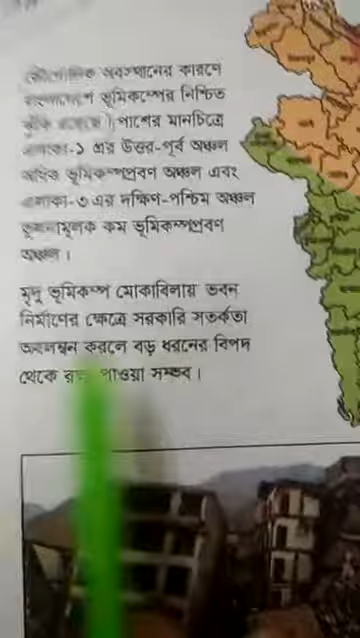 ভৌগোলিক অবস্থানের কারণে
বাংলাদেশে ভূমিকম্পের নিশ্চিত
ঝুঁকি রয়েছে। পাশের মানচিত্রে
এলাকা-১ এর উত্তর-পূর্ব অঞ্চল
অধিক ভূমিকম্পপ্রবণ অঞ্চল এবং
এলাকা-৩ এর দক্ষিণ-পশ্চিম অঞ্চল
তুলনামূলক কম ভূমিকম্পপ্রবণ
অঞ্চল।
মৃদু ভূমিকম্প মোকাবিলায় ভবন
নির্মাণের ক্ষেত্রে সরকারি সতর্কতা
অবলম্বন করলে বড় ধরনের বিপদ
থেকে রক্ষা পাওয়া সম্ভব।